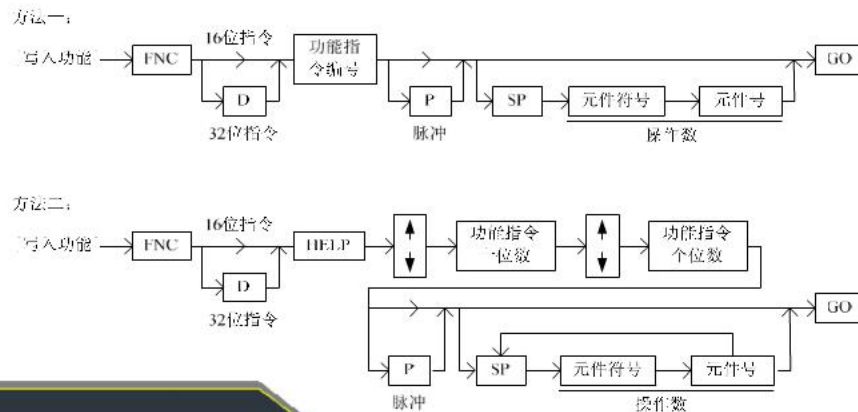 方法一:
写入功能
FNC
16位指令
D
32位指令
功能指
令编号
P
脉冲
SP
元件符号
元件号
操作数
GO
方法二:
写入功能
FNC
16位指令
D
32位指令
HELP
功能指令
位数
功能指令
个位数
P
脉冲
SP
元件符号
元件号
操作数
GO